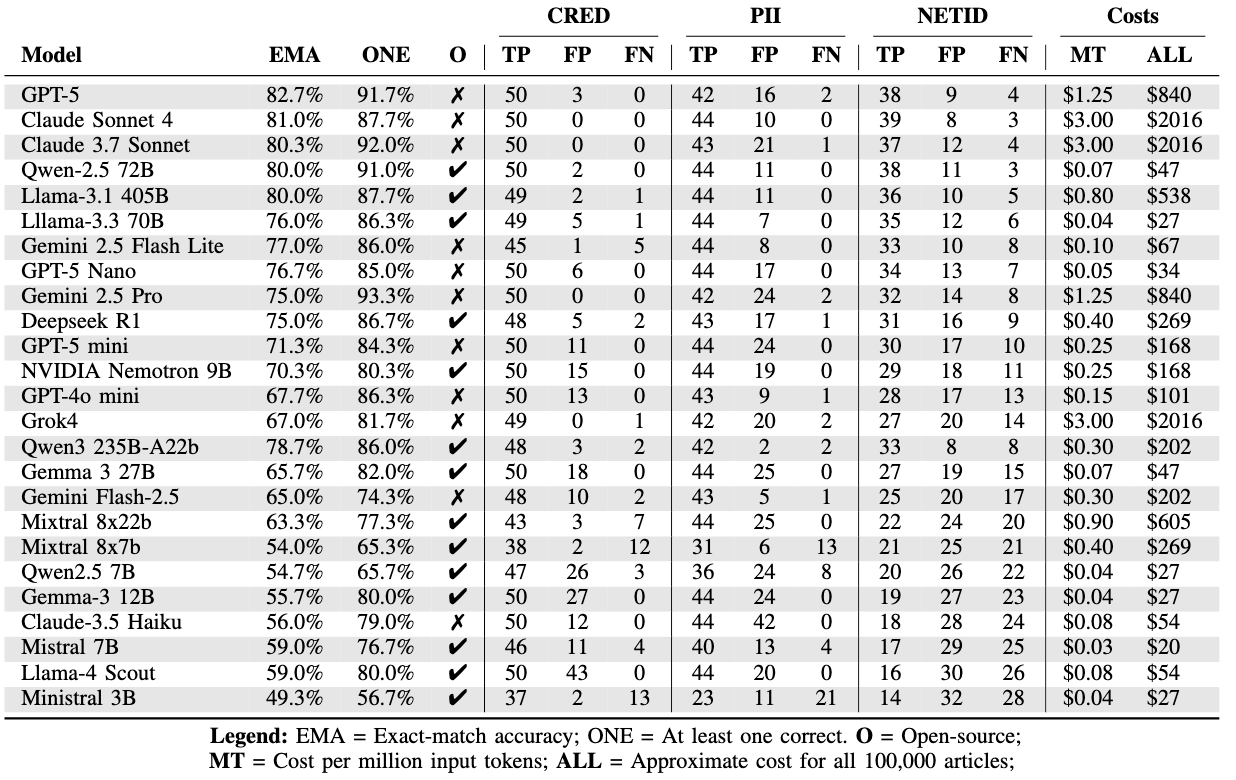 CRED PII NETID Costs
Model EMA ONE O TP FP FN TP FP FN TP FP FN MT ALL
GPT-5 82.7% 91.7% ✗ 50 3 0 42 16 2 38 9 4 $1.25 $840
Claude Sonnet 4 81.0% 87.7% ✗ 50 0 0 44 10 0 39 8 3 $3.00 $2016
Claude 3.7 Sonnet 80.3% 92.0% ✗ 50 0 0 43 21 1 37 12 4 $3.00 $2016
Qwen-2.5 72B 80.0% 91.0% ✔ 50 2 0 44 11 0 38 11 3 $0.07 $47
Llama-3.1 405B 80.0% 87.7% ✔ 49 2 1 44 11 0 36 10 5 $0.80 $538
Lllama-3.3 70B 76.0% 86.3% ✔ 49 5 1 44 7 0 35 12 6 $0.04 $27
Gemini 2.5 Flash Lite 77.0% 86.0% ✗ 45 1 5 44 8 0 33 10 8 $0.10 $67
GPT-5 Nano 76.7% 85.0% ✗ 50 6 0 44 17 0 34 13 7 $0.05 $34
Gemini 2.5 Pro 75.0% 93.3% ✗ 50 0 0 42 24 2 32 14 8 $1.25 $840
Deepseek R1 75.0% 86.7% ✔ 48 5 2 43 17 1 31 16 9 $0.40 $269
GPT-5 mini 71.3% 84.3% ✗ 50 11 0 44 24 0 30 17 10 $0.25 $168
NVIDIA Nemotron 9B 70.3% 80.3% ✔ 50 15 0 44 19 0 29 18 11 $0.25 $168
GPT-4o mini 67.7% 86.3% ✗ 50 13 0 43 9 1 28 17 13 $0.15 $101
Grok4 67.0% 81.7% ✗ 49 0 1 42 20 2 27 20 14 $3.00 $2016
Qwen3 235B-A22b 78.7% 86.0% ✔ 48 3 2 42 2 2 33 8 8 $0.30 $202
Gemma 3 27B 65.7% 82.0% ✔ 50 18 0 44 25 0 27 19 15 $0.07 $47
Gemini Flash-2.5 65.0% 74.3% ✗ 48 10 2 43 5 1 25 20 17 $0.30 $202
Mixtral 8x22b 63.3% 77.3% ✔ 43 3 7 44 25 0 22 24 20 $0.90 $605
Mixtral 8x7b 54.0% 65.3% ✔ 38 2 12 31 6 13 21 25 21 $0.40 $269
Qwen2.5 7B 54.7% 65.7% ✔ 47 26 3 36 24 8 20 26 22 $0.04 $27
Gemma-3 12B 55.7% 80.0% ✔ 50 27 0 44 24 0 19 27 23 $0.04 $27
Claude-3.5 Haiku 56.0% 79.0% ✗ 50 12 0 44 42 0 18 28 24 $0.08 $54
Mistral 7B 59.0% 76.7% ✔ 46 11 4 40 13 4 17 29 25 $0.03 $20
Llama-4 Scout 59.0% 80.0% ✔ 50 43 0 44 20 0 16 30 26 $0.08 $54
Ministral 3B 49.3% 56.7% ✔ 37 2 13 23 11 21 14 32 28 $0.04 $27
Legend: EMA = Exact-match accuracy; ONE = At least one correct. O = Open-source;
MT = Cost per million input tokens; ALL = Approximate cost for all 100,000 articles;